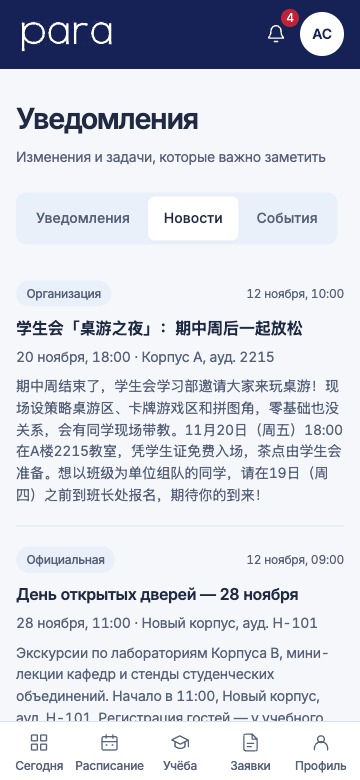 para
4
AC
Уведомления
Изменения и задачи, которые важно заметить
Уведомления
Новости
События
Организация
12 ноября, 10:00
学生会「桌游之夜」：期中周后一起放松
20 ноября, 18:00 · Корпус A, ауд. 2215
期中周结束了，学生会学习部邀请大家来玩桌游！现
场设策略桌游区、卡牌游戏区和拼图角，零基础也没
关系，会有同学现场带教。11月20日（周五）18:00
在A楼2215教室，凭学生证免费入场，茶点由学生会
准备。想以班级为单位组队的同学，请在19日（周
四）之前到班长处报名，期待你的到来！
Официальная
12 ноября, 09:00
День открытых дверей — 28 ноября
28 ноября, 11:00 · Новый корпус, ауд. Н-101
Экскурсии по лабораториям Корпуса B, мини-
лекции кафедр и стенды студенческих
объединений. Начало в 11:00, Новый корпус,
ауд. Н-101. Регистрация гостей — у учебного
Сегодня
Расписание
Учёба
Заявки
Профиль